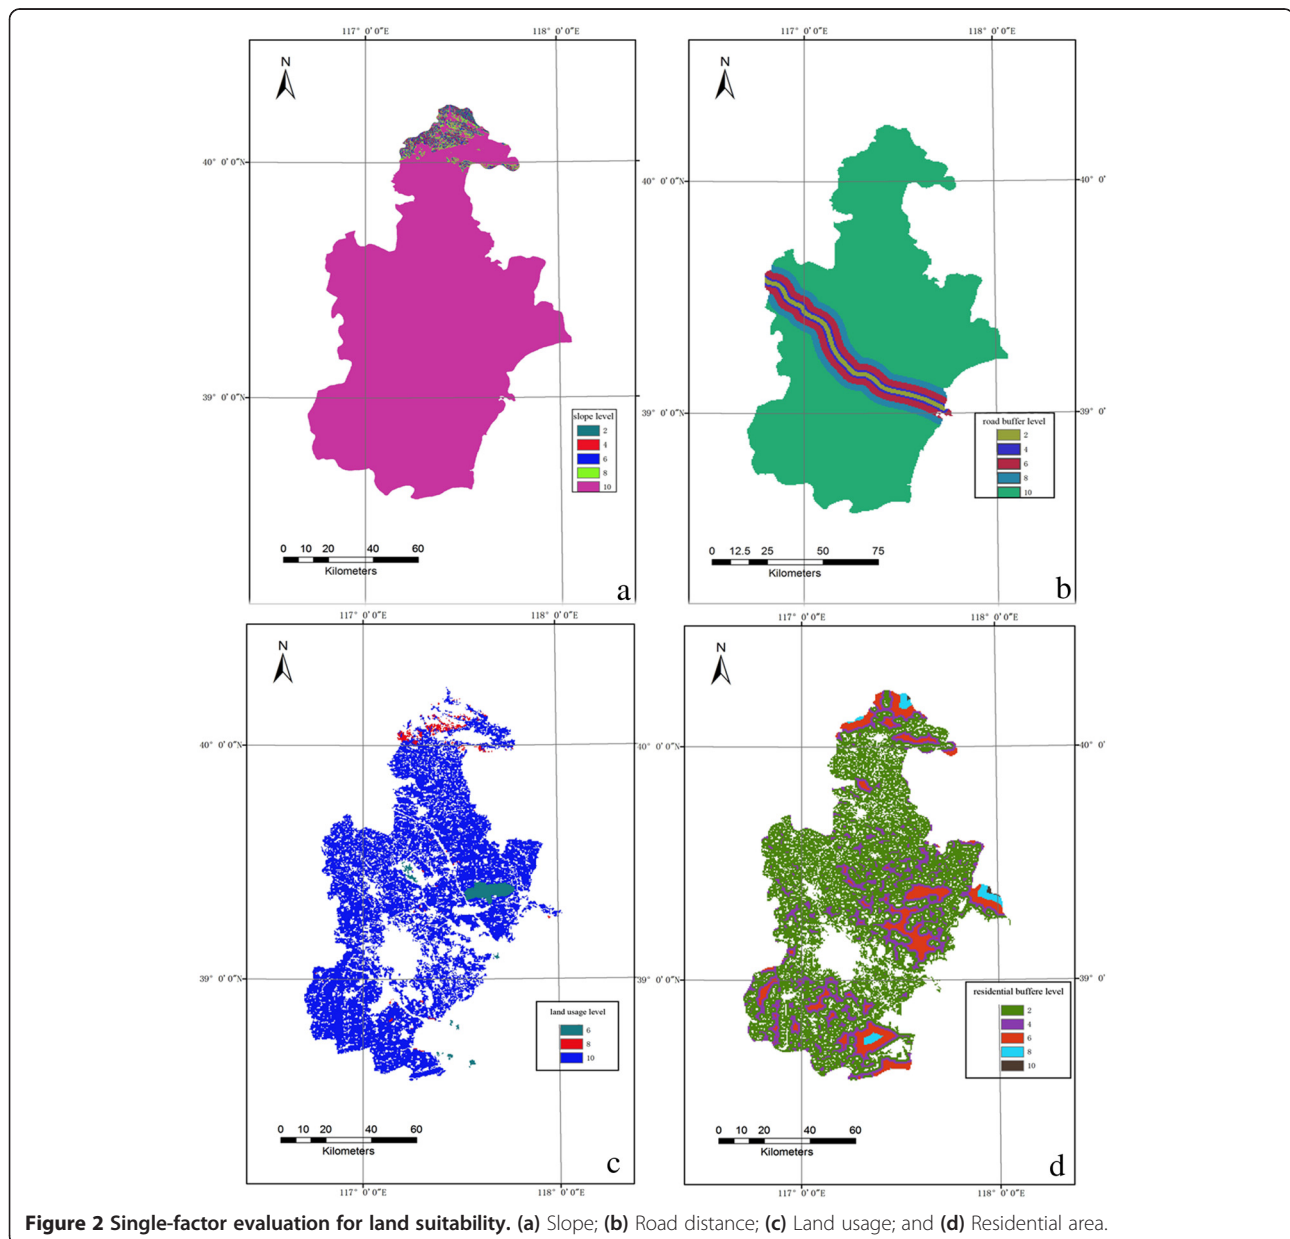 117° 0' 0"E 118° 0' 0"E
N
40° 0' 0"N
39° 0' 0"N
slope level
2
4
6
8
10
0 10 20 40 60
Kilometers
a
117° 0' 0"E 118° 0' 0"E
N
40° 0' 0"N 40° 0'
39° 0' 0"N 39° 0'
road buffer level
2
4
6
8
10
0 12.5 25 50 75
Kilometers
b
117° 0' 0"E 118° 0' 0"E
N
40° 0' 0"N
39° 0' 0"N
land usage level
6
8
10
0 10 20 40 60
Kilometers
c
117° 0' 0"E 118° 0' 0"E
117° 0' 0"E 118° 0' 0"E
N
40° 0' 0"N 40° 0'
39° 0' 0"N 39° 0'
residential buffere level
2
4
6
8
10
0 10 20 40 60
Kilometers
d
117° 0' 0"E 118° 0' 0"E
Figure 2 Single-factor evaluation for land suitability. (a) Slope; (b) Road distance; (c) Land usage; and (d) Residential area.